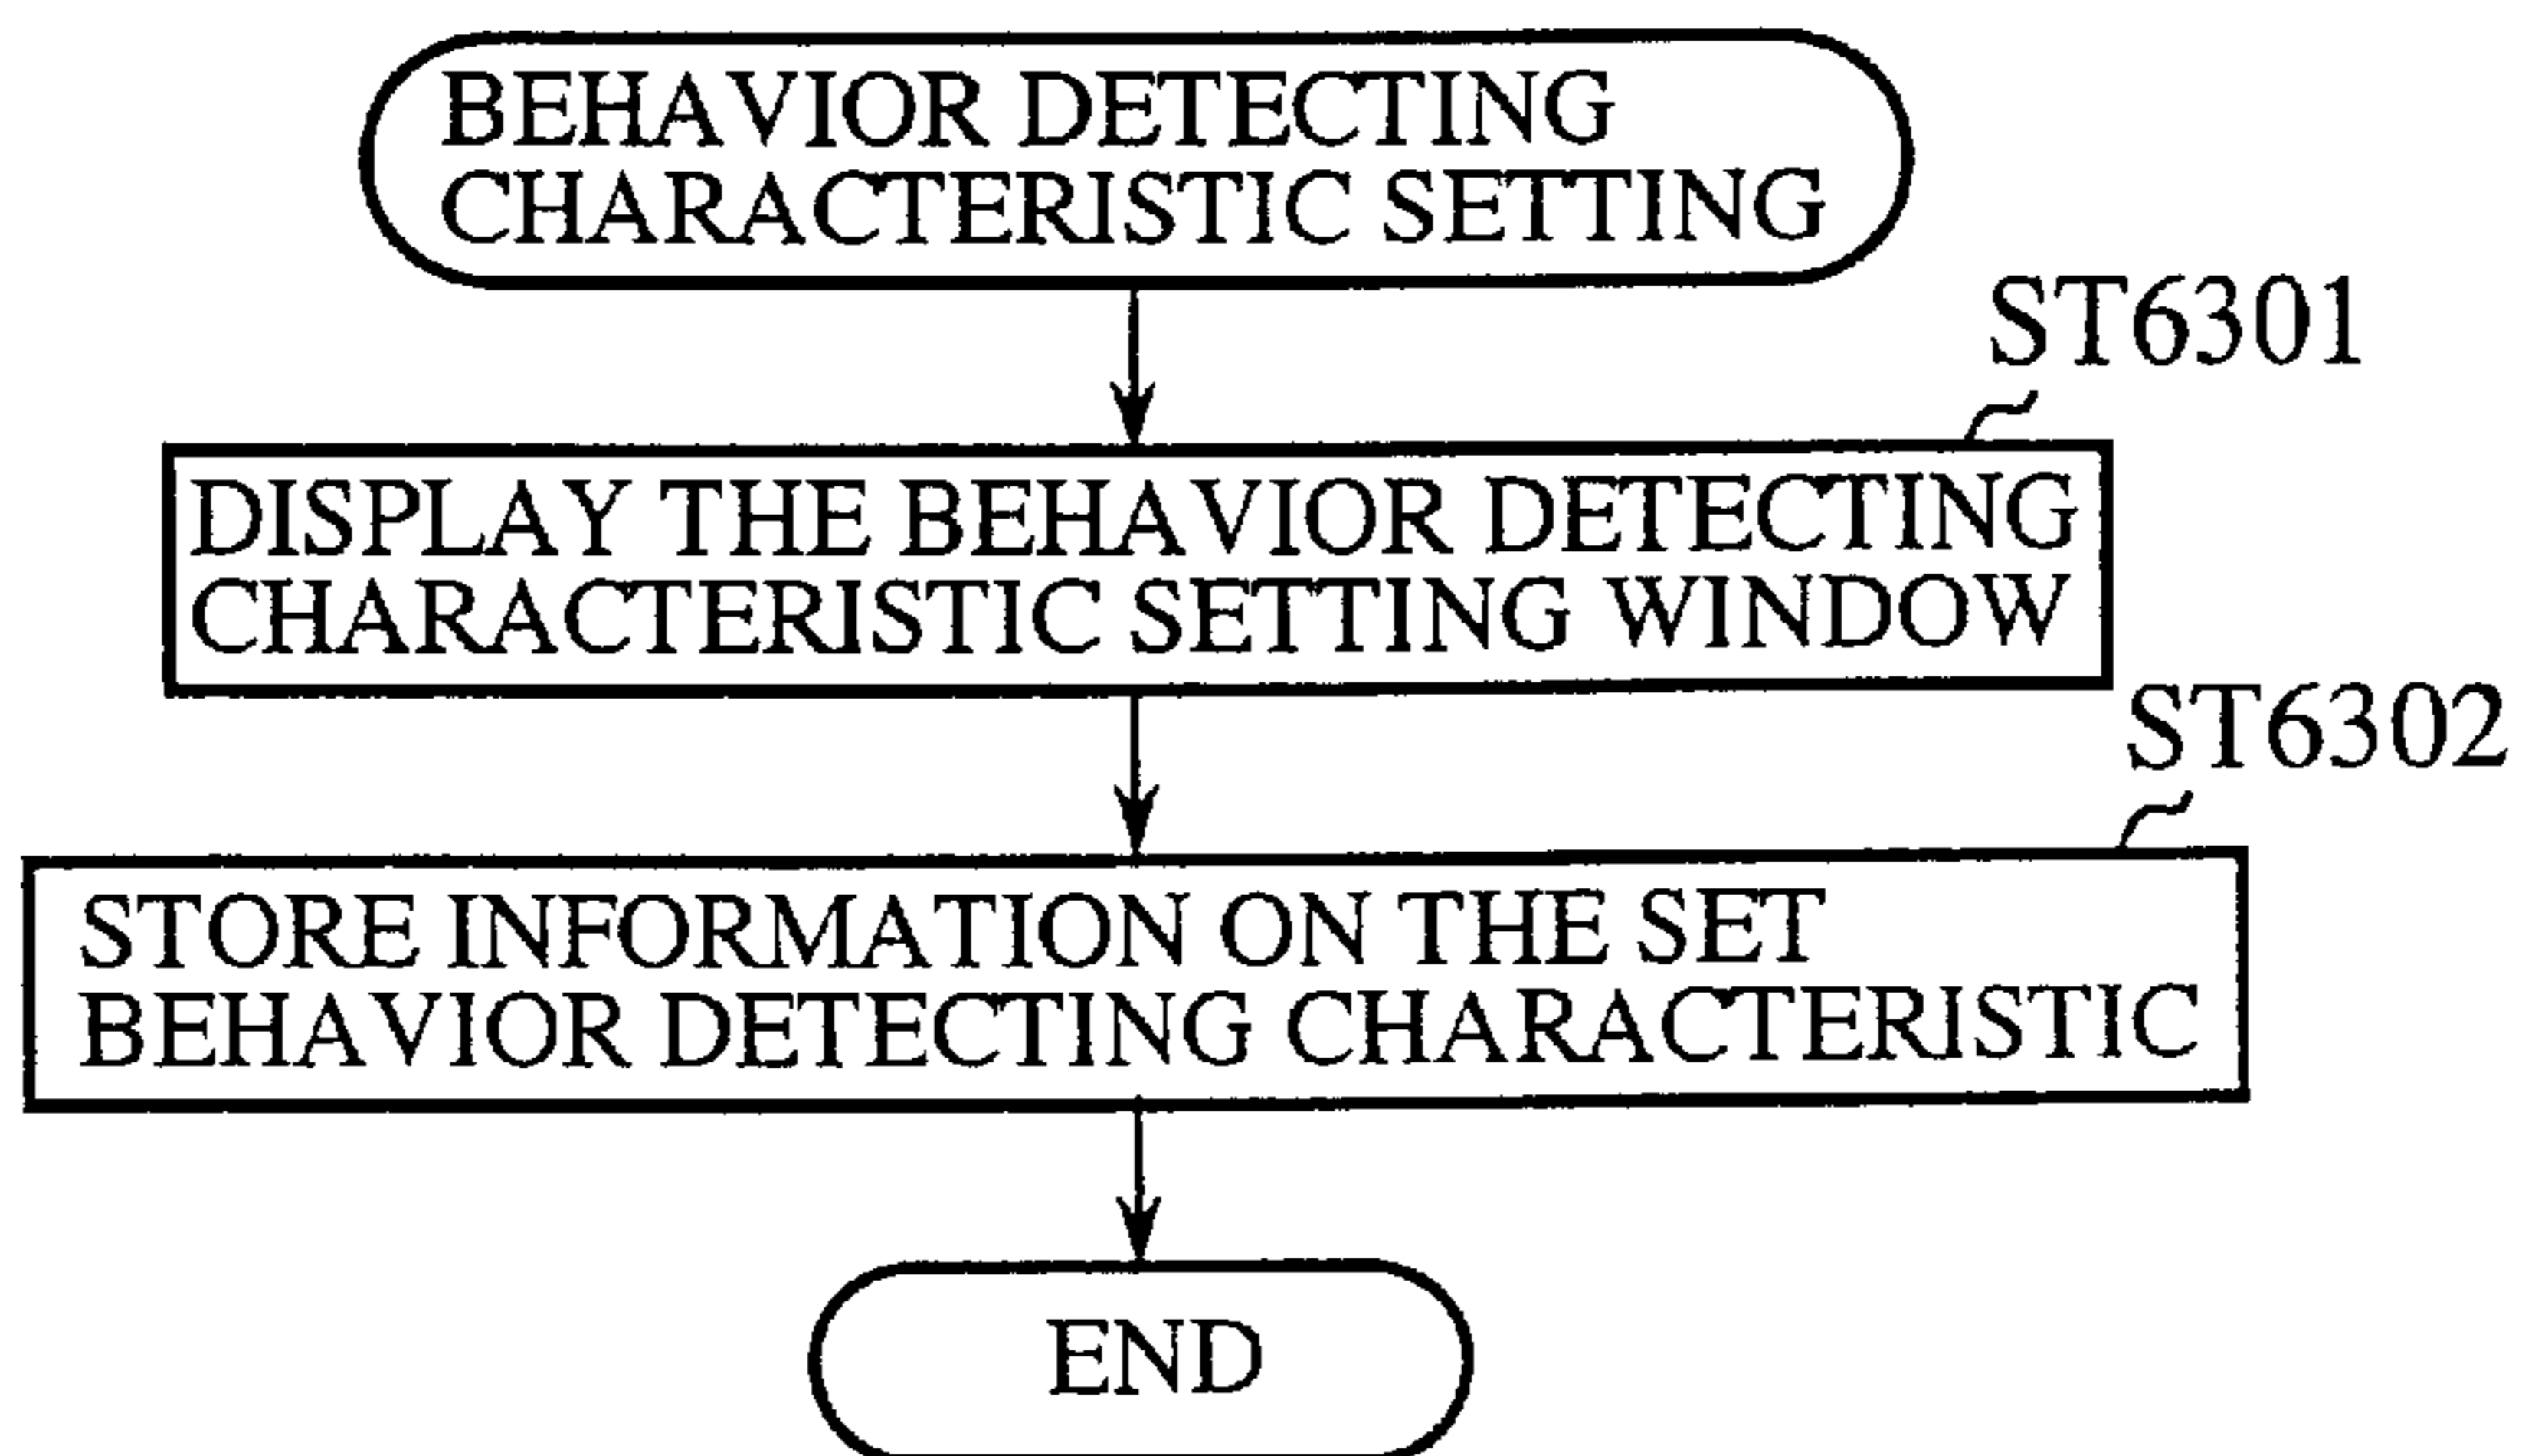 BEHAVIOR DETECTING
CHARACTERISTIC SETTING
ST6301
DISPLAY THE BEHAVIOR DETECTING
CHARACTERISTIC SETTING WINDOW
ST6302
STORE INFORMATION ON THE SET
BEHAVIOR DETECTING CHARACTERISTIC
END